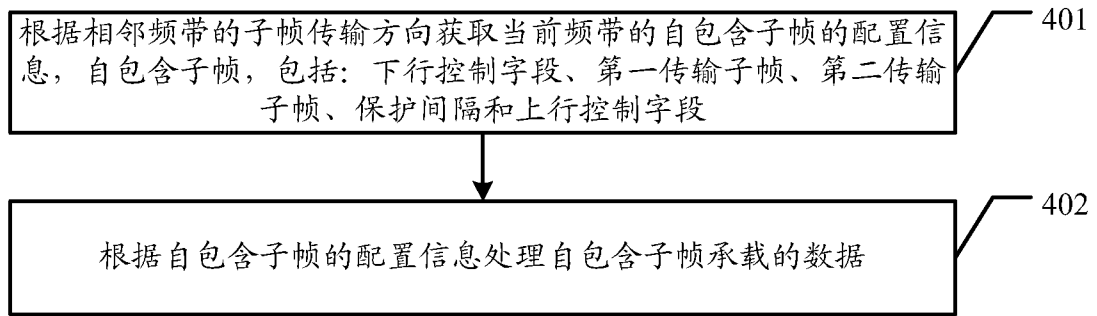 根据相邻频带的子帧传输方向获取当前频带的自包含子帧的配置信
息，自包含子帧，包括：下行控制字段、第一传输子帧、第二传输
子帧、保护间隔和上行控制字段
401
根据自包含子帧的配置信息处理自包含子帧承载的数据
402